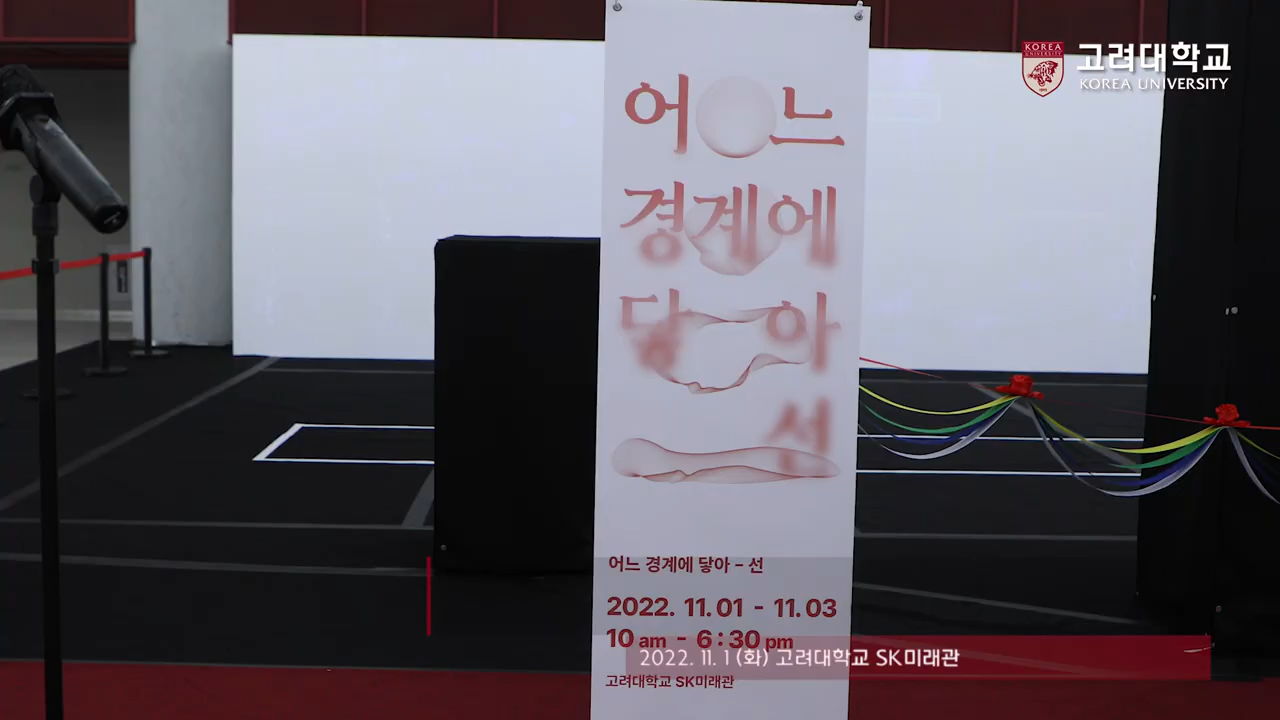 KOREA
UNIVERSITY
1905
고려대학교
KOREA UNIVERSITY
어느
경계에
닿아
선
어느 경계에 닿아 - 선
2022. 11. 01 - 11. 03
10 am - 6 : 30 pm
2022. 11. 1 (화) 고려대학교 SK미래관
고려대학교 SK미래관